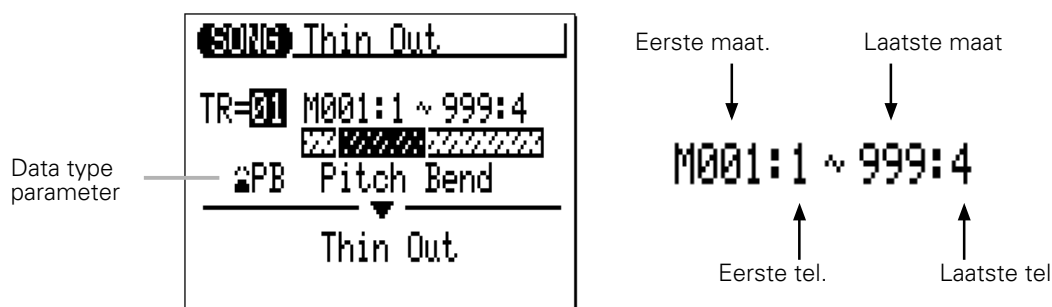 SONG Thin Out
TR=01 M001:1 ~ 999:4
PB Pitch Bend
Thin Out
Data type
parameter
Eerste maat.
Laatste maat
M001:1 ~ 999:4
Eerste tel.
Laatste tel